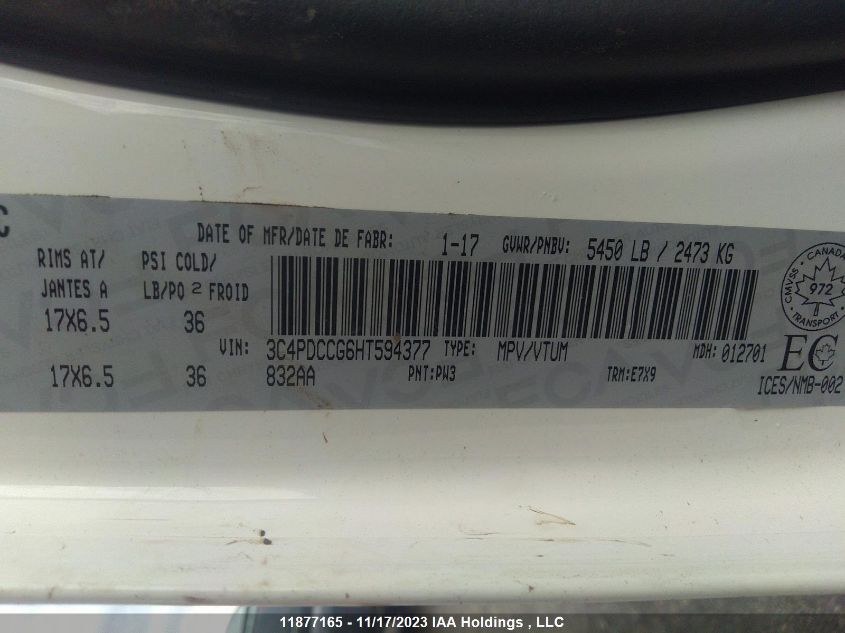 C
DATE OF MFR/DATE DE FABR: 1-17 GVWR/PNBV: 5450 LB / 2473 KG
RIMS AT/ PSI COLD/
JANTES A LB/PO 2 FROID
17X6.5 36
VIN: 3C4PDCCG6HT594377 TYPE: MPV/VTUM MDH: 012701
17X6.5 36 832AA PNT:PW3 TRM:E7X9
CMVSS CANADA
972
TRANSPORT
EC
ICES/NMB-002
11877165 - 11/17/2023 IAA Holdings , LLC